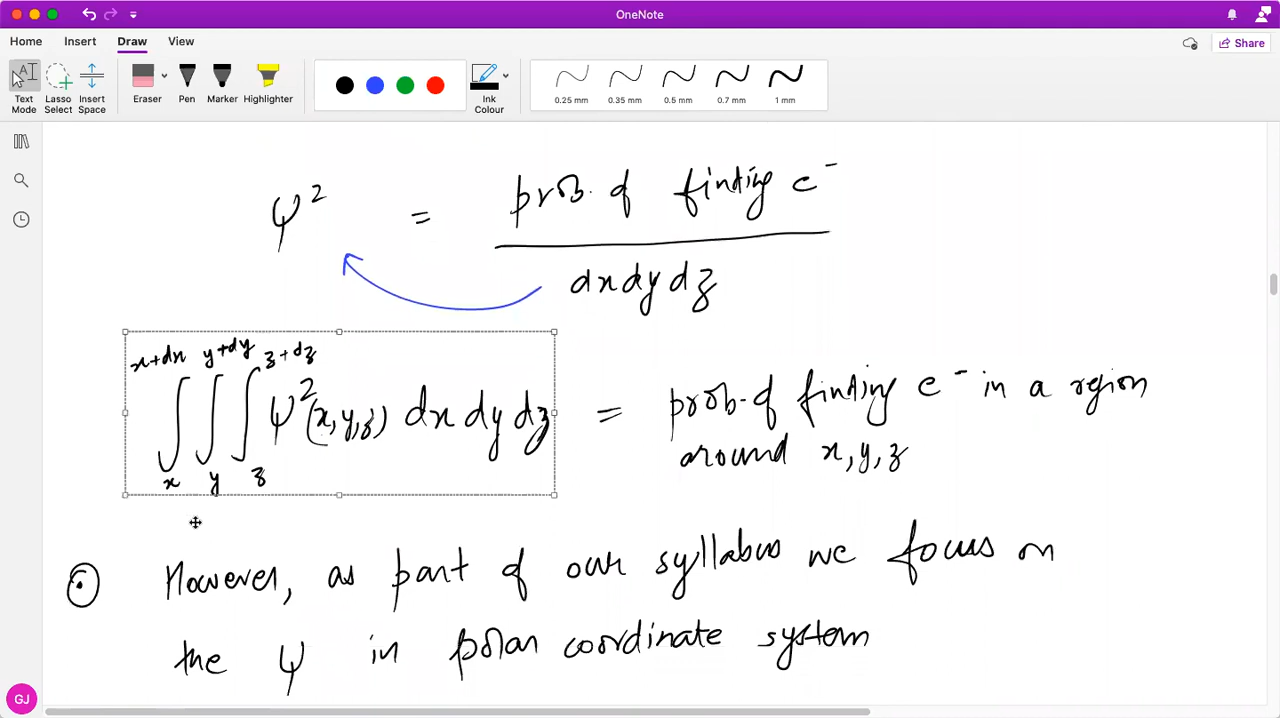 OneNote
Home Insert Draw View
Share
Text Mode
Lasso Select
Insert Space
Eraser
Pen
Marker
Highlighter
Ink Colour
0.25 mm 0.35 mm 0.5 mm 0.7 mm 1 mm
ψ² = prob. of finding e⁻
dx dy dz
x+dx y+dy z+dz
∫ ∫ ∫ ψ²(x,y,z) dx dy dz = prob. of finding e⁻ in a region
x y z
around x, y, z
However, as part of our syllabus we focus on
the ψ in polar coordinate system
GJ